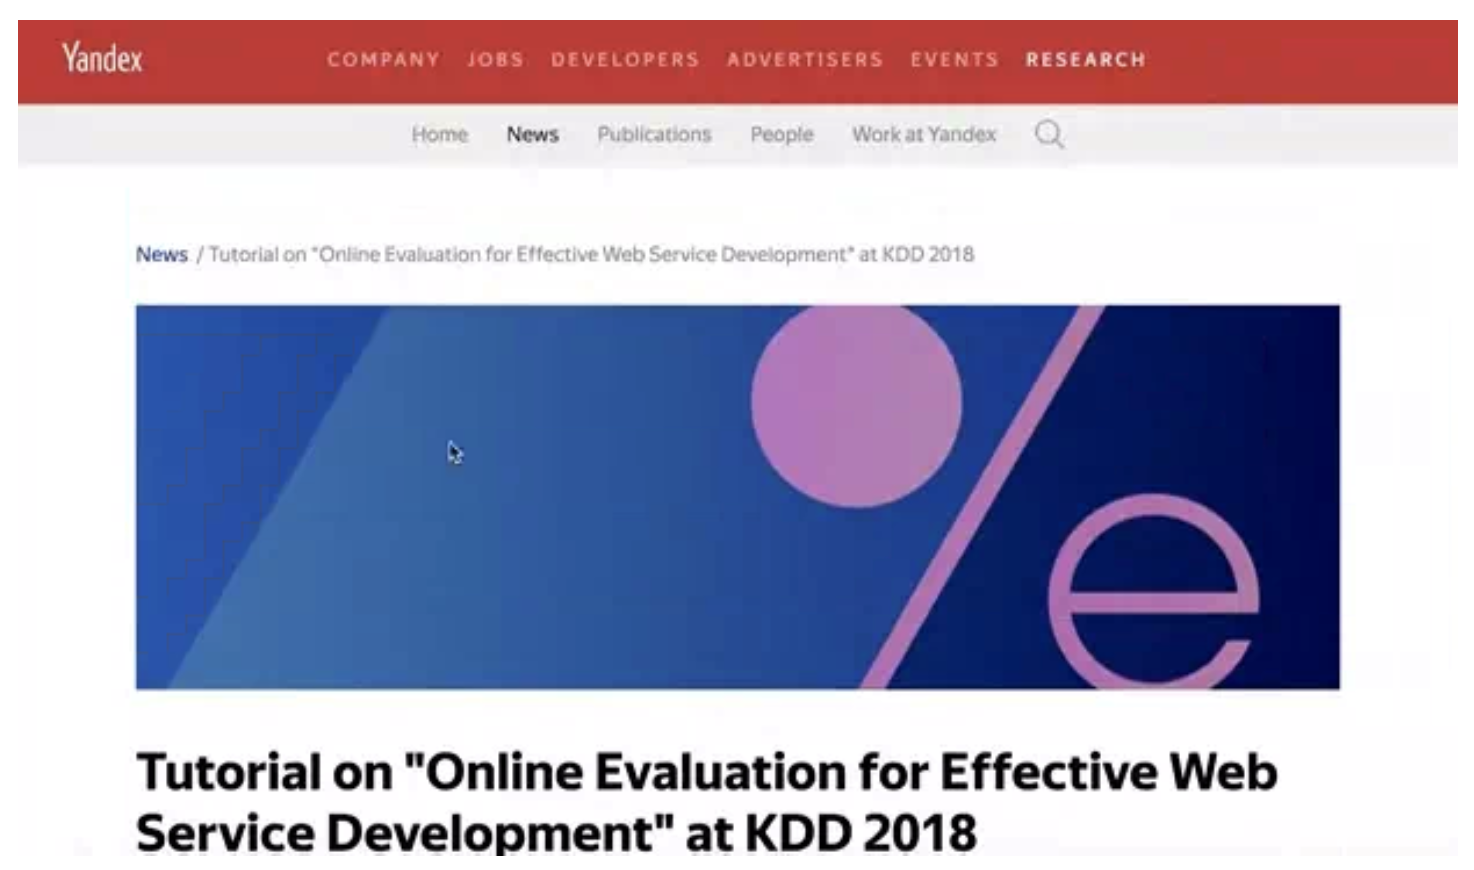 Yandex COMPANY JOBS DEVELOPERS ADVERTISERS EVENTS RESEARCH
Home News Publications People Work at Yandex
News / Tutorial on "Online Evaluation for Effective Web Service Development" at KDD 2018
%e
Tutorial on "Online Evaluation for Effective Web
Service Development" at KDD 2018